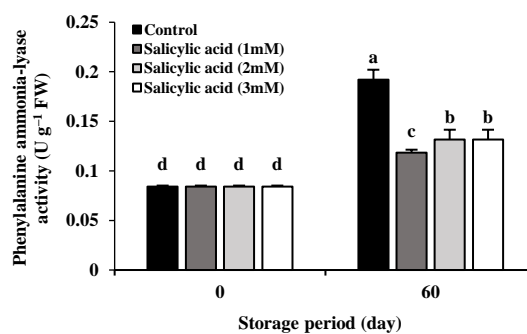 Phenylalanine ammonia-lyase
activity (U g⁻¹ FW)
0.25
0.2
0.15
0.1
0.05
0
Control
Salicylic acid (1mM)
Salicylic acid (2mM)
Salicylic acid (3mM)
d d d d
a
c
b b
0 60
Storage period (day)